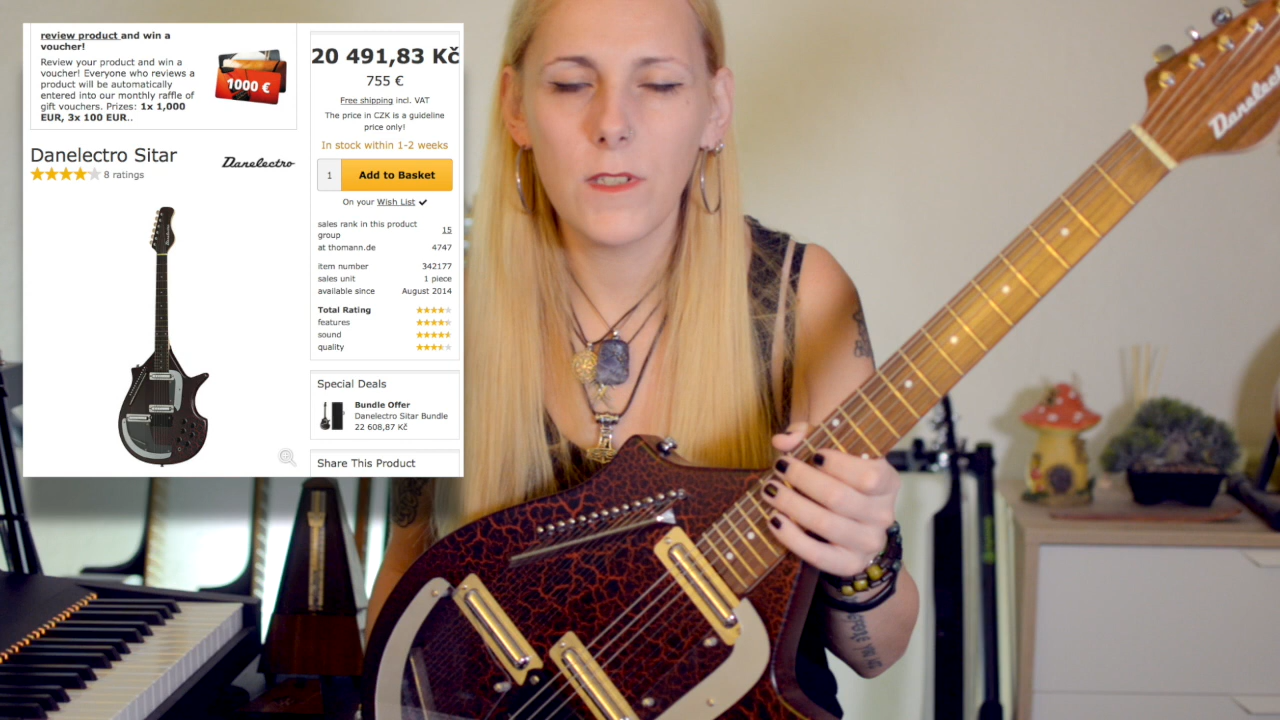 review product and win a
voucher!
Review your product and win a
voucher! Everyone who reviews a
product will be automatically
entered into our monthly raffle of
gift vouchers. Prizes: 1x 1,000
EUR, 3x 100 EUR..
1000 €
Danelectro Sitar
Danelectro
8 ratings
20 491,83 Kč
755 €
Free shipping incl. VAT
The price in CZK is a guideline
price only!
In stock within 1-2 weeks
1 Add to Basket
On your Wish List
sales rank in this product
group 15
at thomann.de 4747
item number 342177
sales unit 1 piece
available since August 2014
Total Rating
features
sound
quality
Special Deals
Bundle Offer
Danelectro Sitar Bundle
22 608,87 Kč
Share This Product